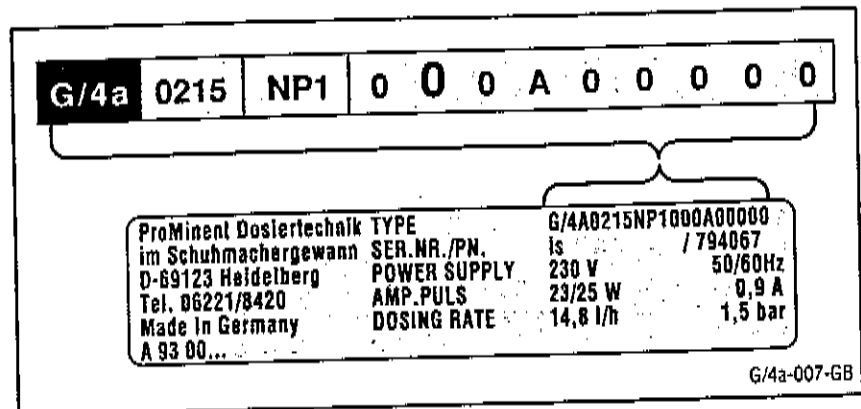 G/4a 0215 NP1 0 0 0 A 0 0 0 0 0
ProMinent Dosiertechnik TYPE G/4A0215NP1000A00000
im Schuhmachergewann SER.NR./PN. Is / 794067
D-69123 Heidelberg POWER SUPPLY 230 V 50/60Hz
Tel. 06221/8420 AMP.PULS 23/25 W 0,9 A
Made in Germany DOSING RATE 14,8 l/h 1,5 bar
A 93 00...
G/4a-007-GB